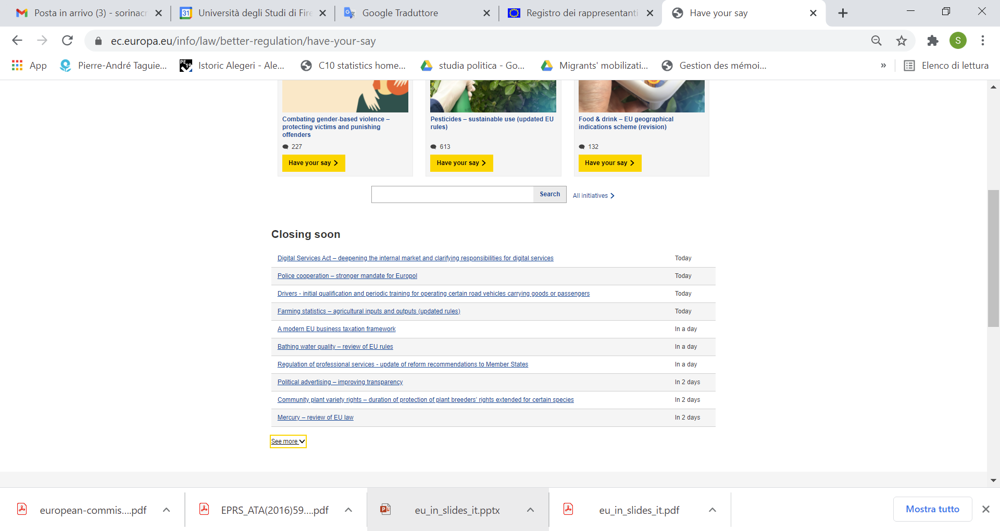 Posta in arrivo (3) - sorinacr
31 Università degli Studi di Fire
Google Traduttore
Registro dei rappresentanti
Have your say
ec.europa.eu/info/law/better-regulation/have-your-say
S
App
Pierre-André Taguie...
PE 19 Istoric Alegeri - Ale...
C10 statistics home...
studia politica - Go...
Migrants' mobilizati...
Gestion des mémoi...
»
Elenco di lettura
Combating gender-based violence –
protecting victims and punishing
offenders
227
Have your say
Pesticides – sustainable use (updated EU
rules)
613
Have your say
Food & drink – EU geographical
indications scheme (revision)
132
Have your say
Search All initiatives
Closing soon
Digital Services Act – deepening the internal market and clarifying responsibilities for digital services Today
Police cooperation – stronger mandate for Europol Today
Drivers - initial qualification and periodic training for operating certain road vehicles carrying goods or passengers Today
Farming statistics – agricultural inputs and outputs (updated rules) Today
A modern EU business taxation framework In a day
Bathing water quality – review of EU rules In a day
Regulation of professional services - update of reform recommendations to Member States In a day
Political advertising – improving transparency In 2 days
Community plant variety rights – duration of protection of plant breeders' rights extended for certain species In 2 days
Mercury – review of EU law In 2 days
See more
european-commis....pdf
EPRS_ATA(2016)59....pdf
eu_in_slides_it.pptx
eu_in_slides_it.pdf
Mostra tutto